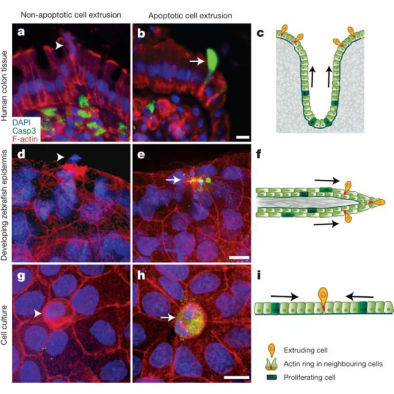 Non-apoptotic cell extrusion
Apoptotic cell extrusion
a
b
c
Human colon tissue
DAPI
Casp3
F-actin
d
e
f
Developing zebrafish epidermis
g
h
i
Cell culture
Extruding cell
Actin ring in neighbouring cells
Proliferating cell